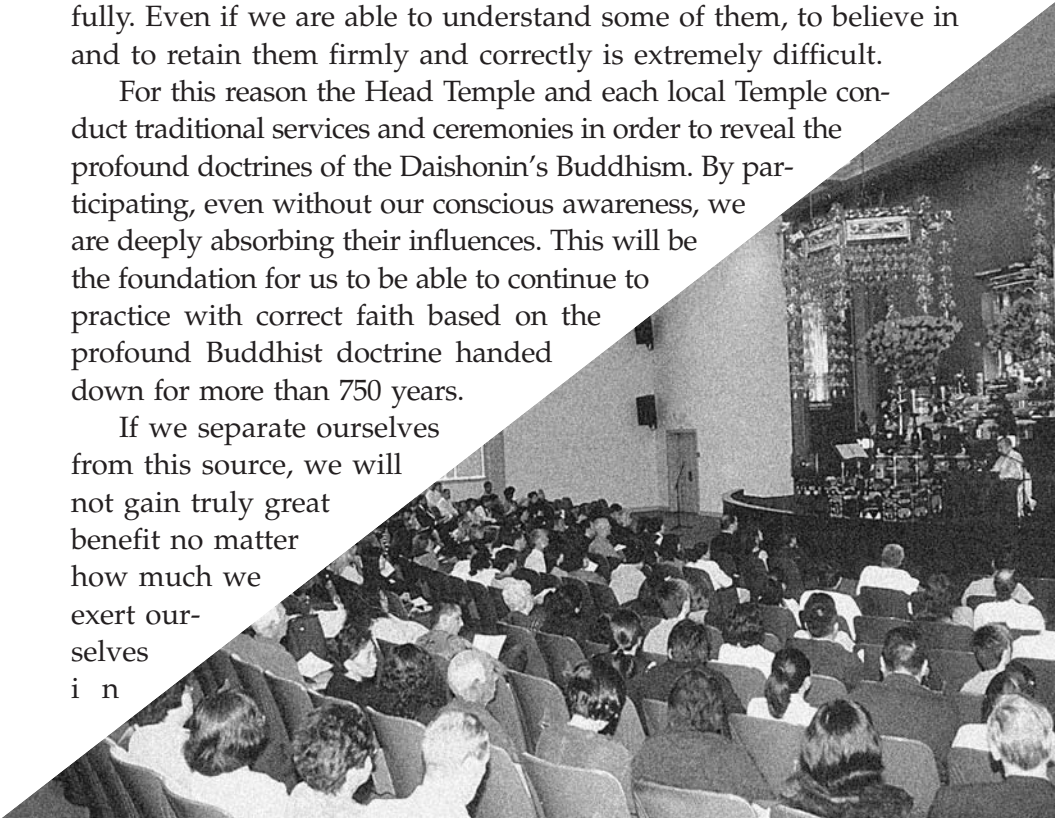 fully. Even if we are able to understand some of them, to believe in
and to retain them firmly and correctly is extremely difficult.
For this reason the Head Temple and each local Temple con-
duct traditional services and ceremonies in order to reveal the
profound doctrines of the Daishonin's Buddhism. By par-
ticipating, even without our conscious awareness, we
are deeply absorbing their influences. This will be
the foundation for us to be able to continue to
practice with correct faith based on the
profound Buddhist doctrine handed
down for more than 750 years.
If we separate ourselves
from this source, we will
not gain truly great
benefit no matter
how much we
exert our-
selves
i n